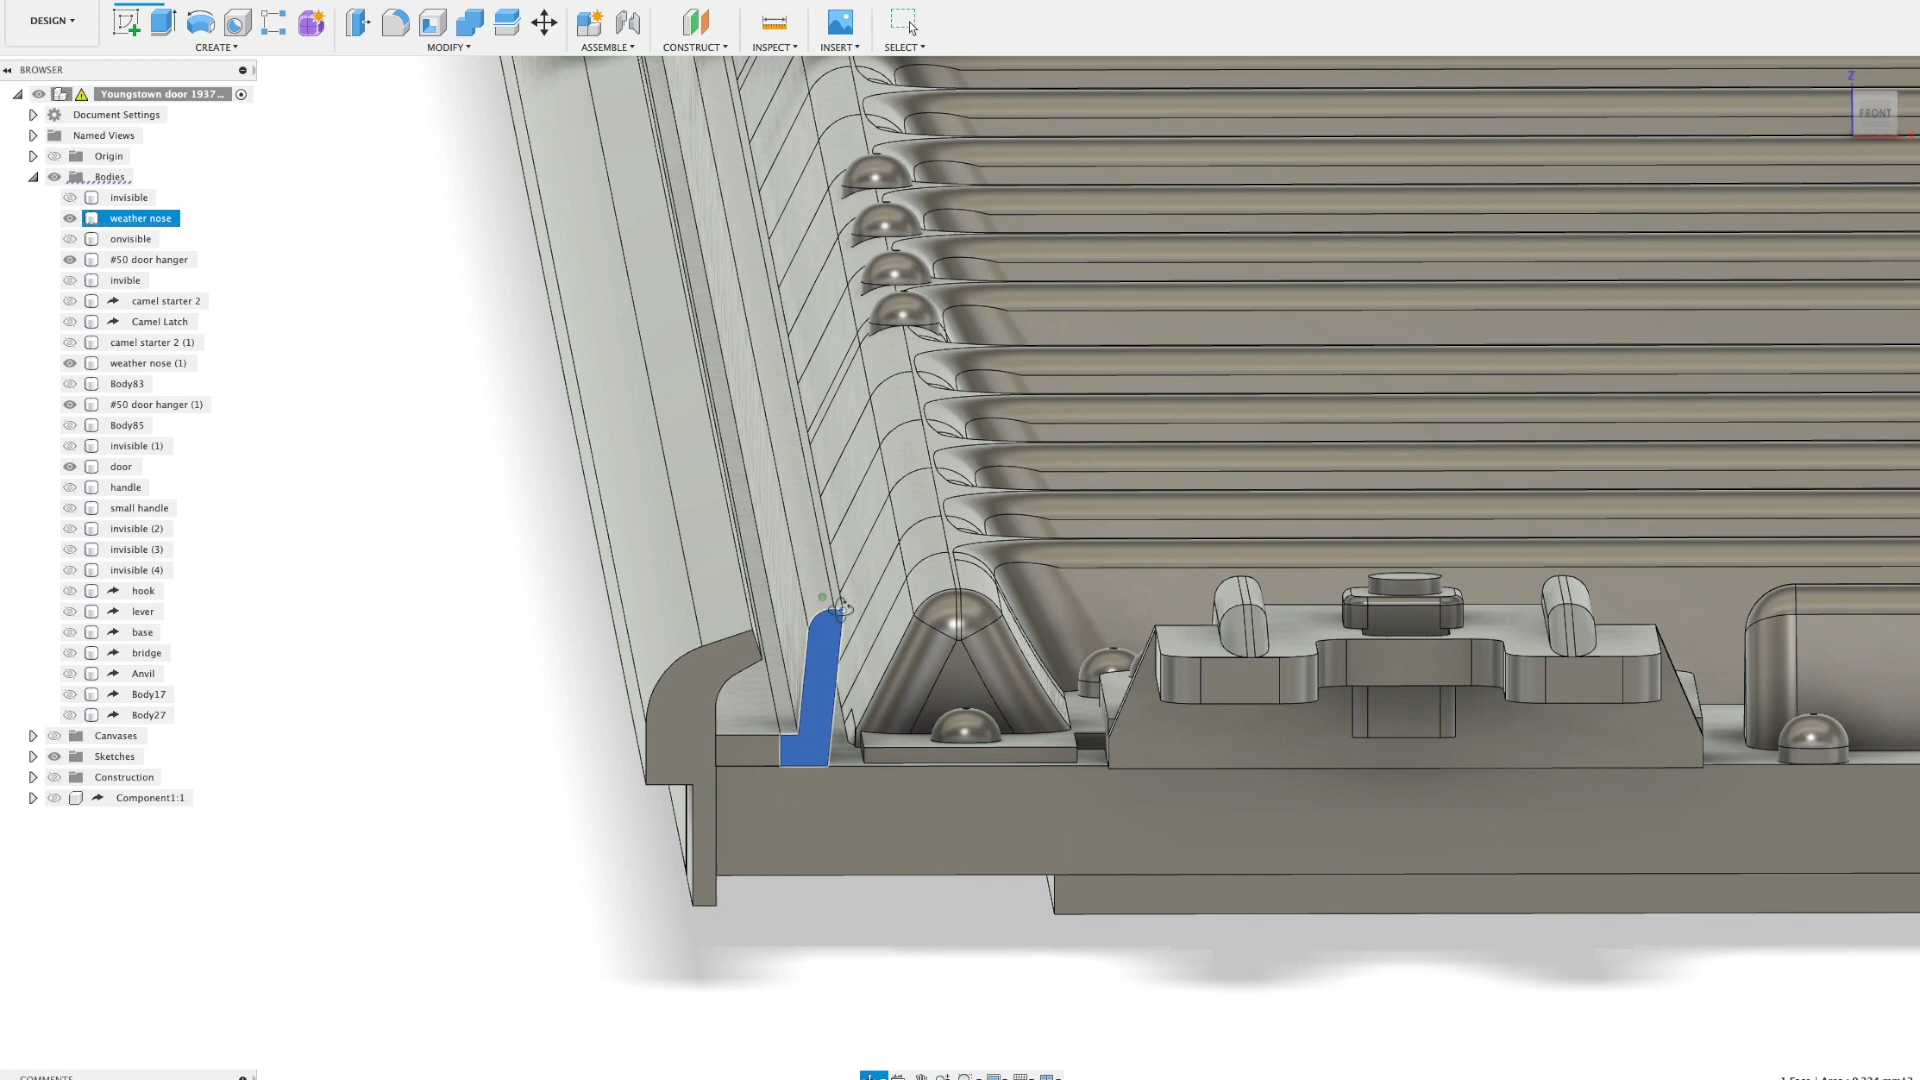 DESIGN
CREATE
MODIFY
ASSEMBLE
CONSTRUCT
INSPECT
INSERT
SELECT
BROWSER
Youngstown door 1937...
Document Settings
Named Views
Origin
Bodies
invisible
weather nose
onvisible
#50 door hanger
invible
camel starter 2
Camel Latch
camel starter 2 (1)
weather nose (1)
Body83
#50 door hanger (1)
Body85
invisible (1)
door
handle
small handle
invisible (2)
invisible (3)
invisible (4)
hook
lever
base
bridge
Anvil
Body17
Body27
Canvases
Sketches
Construction
Component1:1
Z
FRONT
COMMENTS